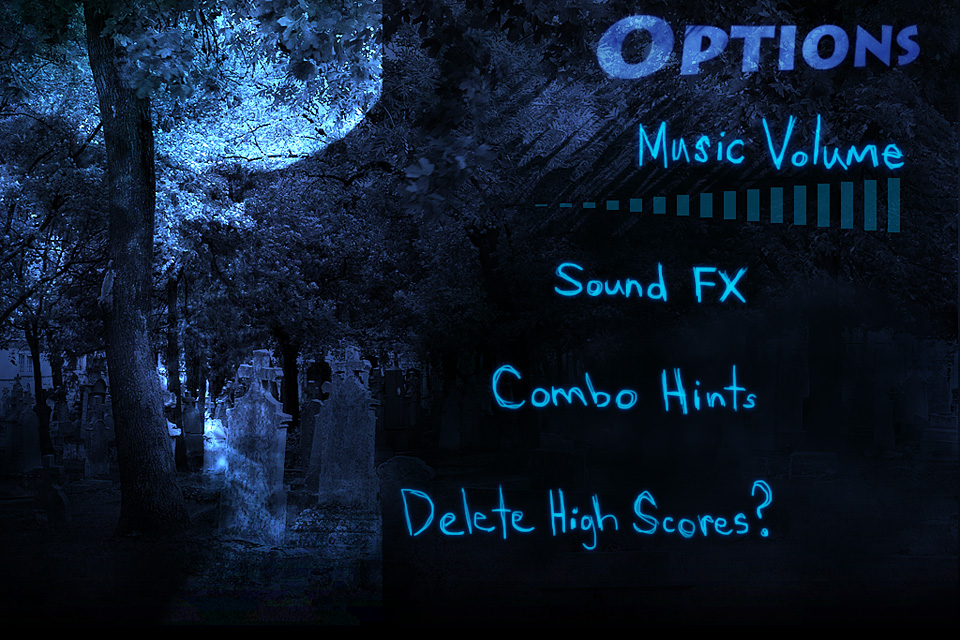 Options
Music Volume
Sound FX
Combo Hints
Delete High Scores?